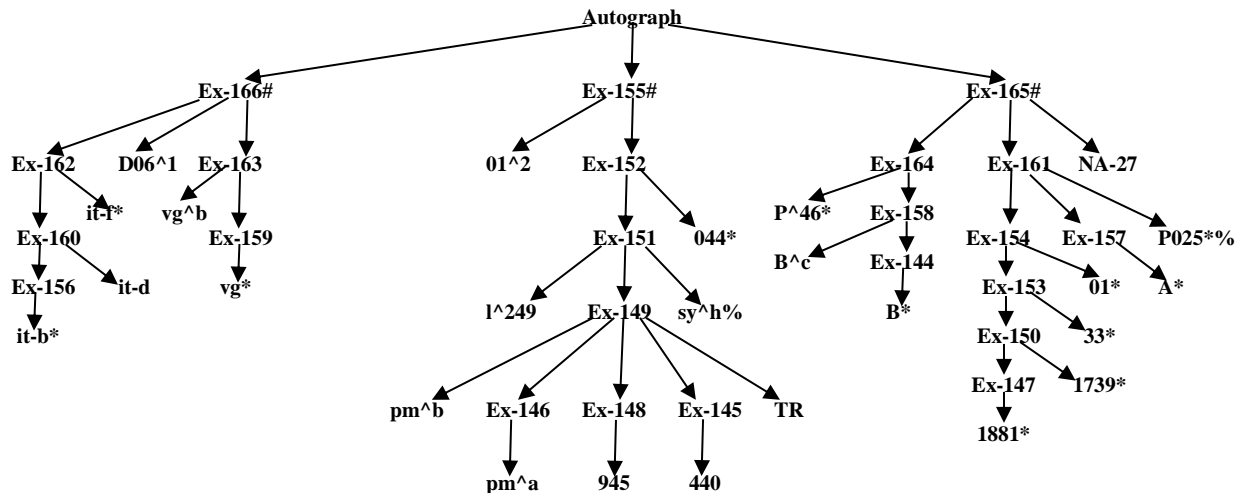 Autograph
Ex-166# Ex-155# Ex-165#
Ex-162 D06^1 Ex-163 01^2 Ex-152 Ex-164 Ex-161 NA-27
it-f* vg^b P^46* Ex-158
Ex-160 Ex-159 Ex-151 044* Ex-154 Ex-157 P025*%
B^c Ex-144
Ex-156 it-d vg* Ex-153 01* A*
l^249 Ex-149 sy^h% B*
it-b* Ex-150 33*
Ex-147 1739*
pm^b Ex-146 Ex-148 Ex-145 TR
1881*
pm^a 945 440